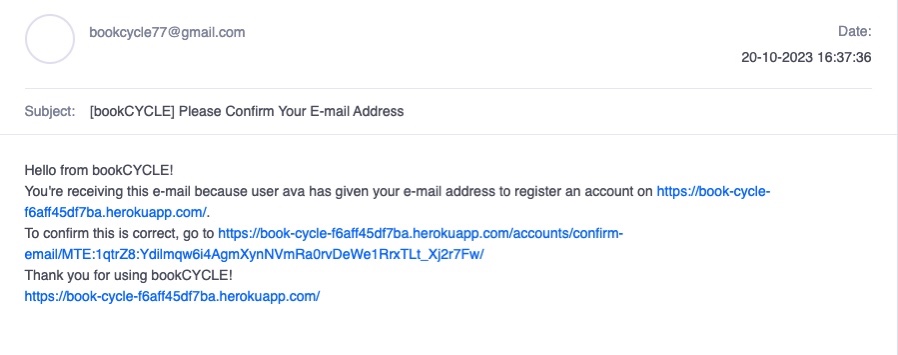 bookcycle77@gmail.com
Date:
20-10-2023 16:37:36
Subject: [bookCYCLE] Please Confirm Your E-mail Address
Hello from bookCYCLE!
You're receiving this e-mail because user ava has given your e-mail address to register an account on https://book-cycle-
f6aff45df7ba.herokuapp.com/.
To confirm this is correct, go to https://book-cycle-f6aff45df7ba.herokuapp.com/accounts/confirm-
email/MTE:1qtrZ8:Ydilmqw6i4AgmXynNVmRa0rvDeWe1RrxTLt_Xj2r7Fw/
Thank you for using bookCYCLE!
https://book-cycle-f6aff45df7ba.herokuapp.com/